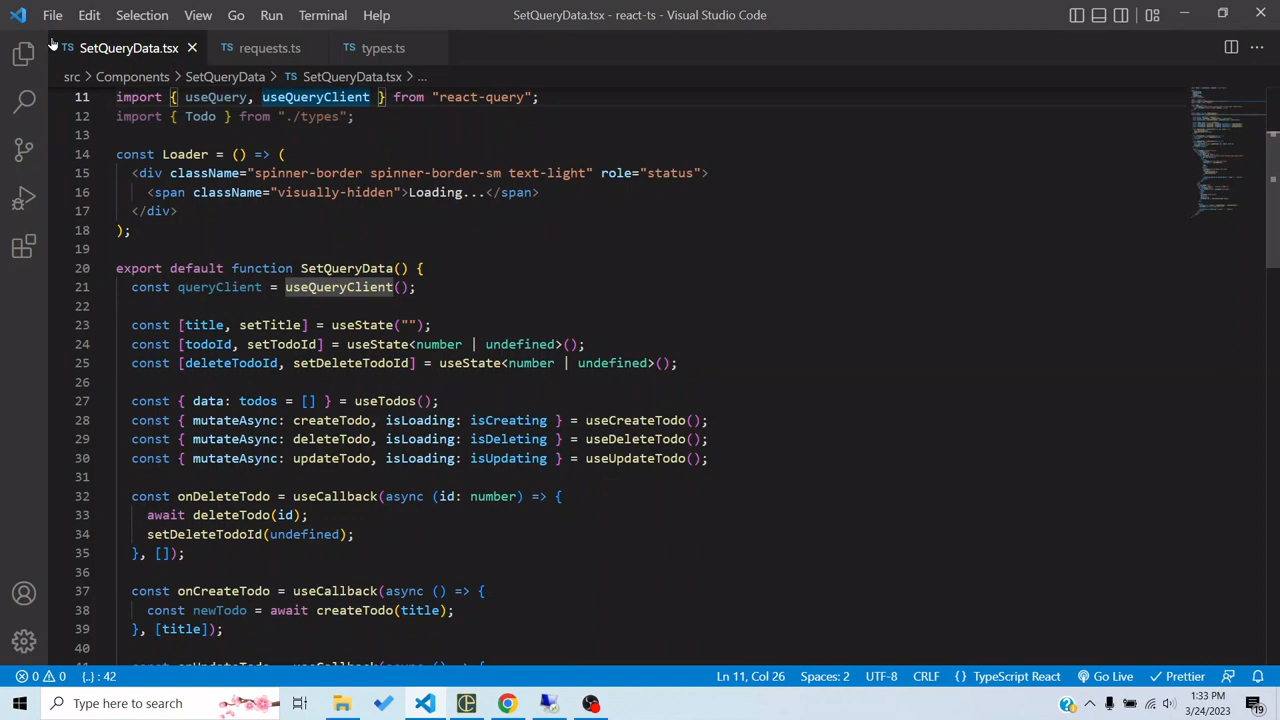 File Edit Selection View Go Run Terminal Help SetQueryData.tsx - react-ts - Visual Studio Code
TS SetQueryData.tsx TS requests.ts TS types.ts
src > Components > SetQueryData > TS SetQueryData.tsx > ...
11 import { useQuery, useQueryClient } from "react-query";
12 import { Todo } from "./types";
13
14 const Loader = () => (
15 <div className="spinner-border spinner-border-sm text-light" role="status">
16 <span className="visually-hidden">Loading...</span>
17 </div>
18 );
19
20 export default function SetQueryData() {
21 const queryClient = useQueryClient();
22
23 const [title, setTitle] = useState("");
24 const [todoId, setTodoId] = useState<number | undefined>();
25 const [deleteTodoId, setDeleteTodoId] = useState<number | undefined>();
26
27 const { data: todos = [] } = useTodos();
28 const { mutateAsync: createTodo, isLoading: isCreating } = useCreateTodo();
29 const { mutateAsync: deleteTodo, isLoading: isDeleting } = useDeleteTodo();
30 const { mutateAsync: updateTodo, isLoading: isUpdating } = useUpdateTodo();
31
32 const onDeleteTodo = useCallback(async (id: number) => {
33 await deleteTodo(id);
34 setDeleteTodoId(undefined);
35 }, []);
36
37 const onCreateTodo = useCallback(async () => {
38 const newTodo = await createTodo(title);
39 }, [title]);
40
0 0 {..} : 42 Ln 11, Col 26 Spaces: 2 UTF-8 CRLF {} TypeScript React Go Live Prettier
Type here to search
1:33 PM
3/24/2023
19